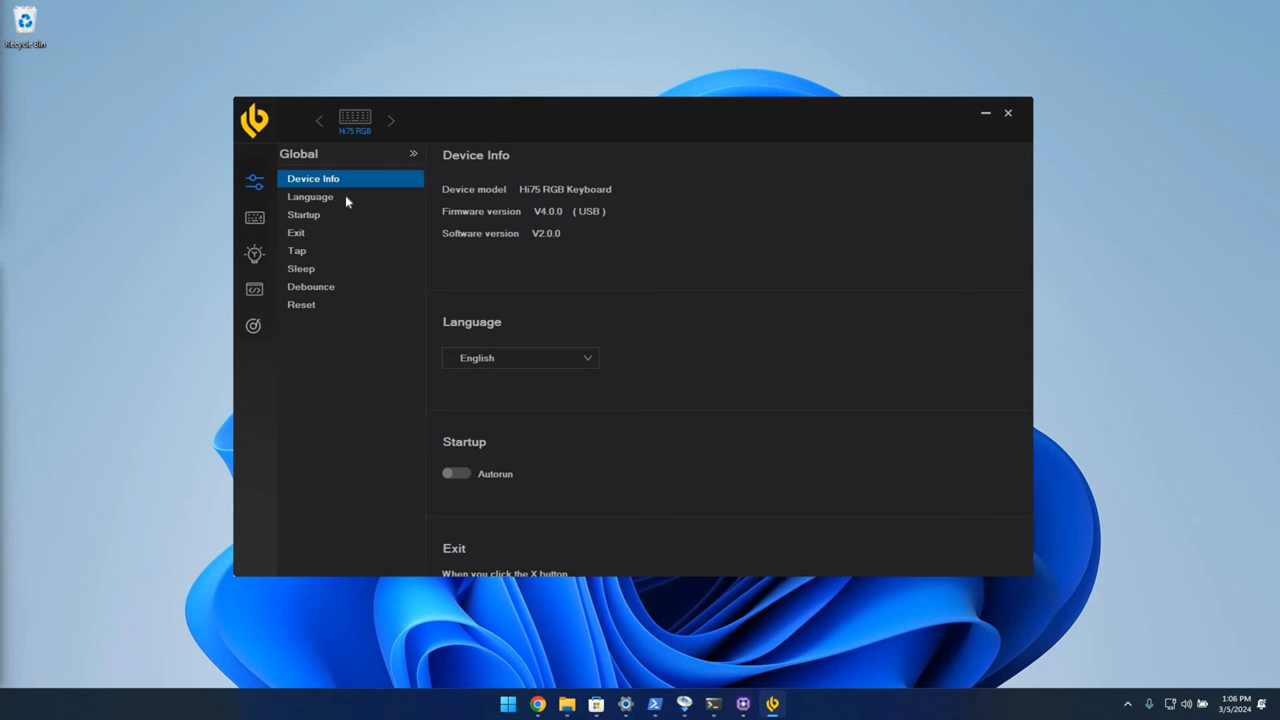 Recycle Bin
Hi75 RGB
Global
Device Info
Language
Startup
Exit
Tap
Sleep
Debounce
Reset
Device Info
Device model Hi75 RGB Keyboard
Firmware version V4.0.0 ( USB )
Software version V2.0.0
Language
English
Startup
Autorun
Exit
When you click the X button
1:06 PM
3/5/2024